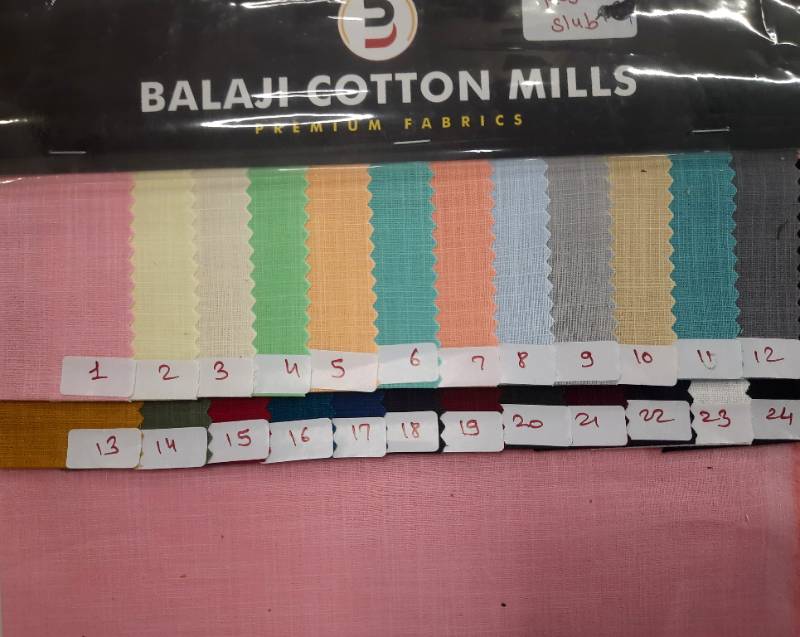 slub
BALAJI COTTON MILLS
PREMIUM FABRICS
1 2 3 4 5 6 7 8 9 10 11 12
13 14 15 16 17 18 19 20 21 22 23 24